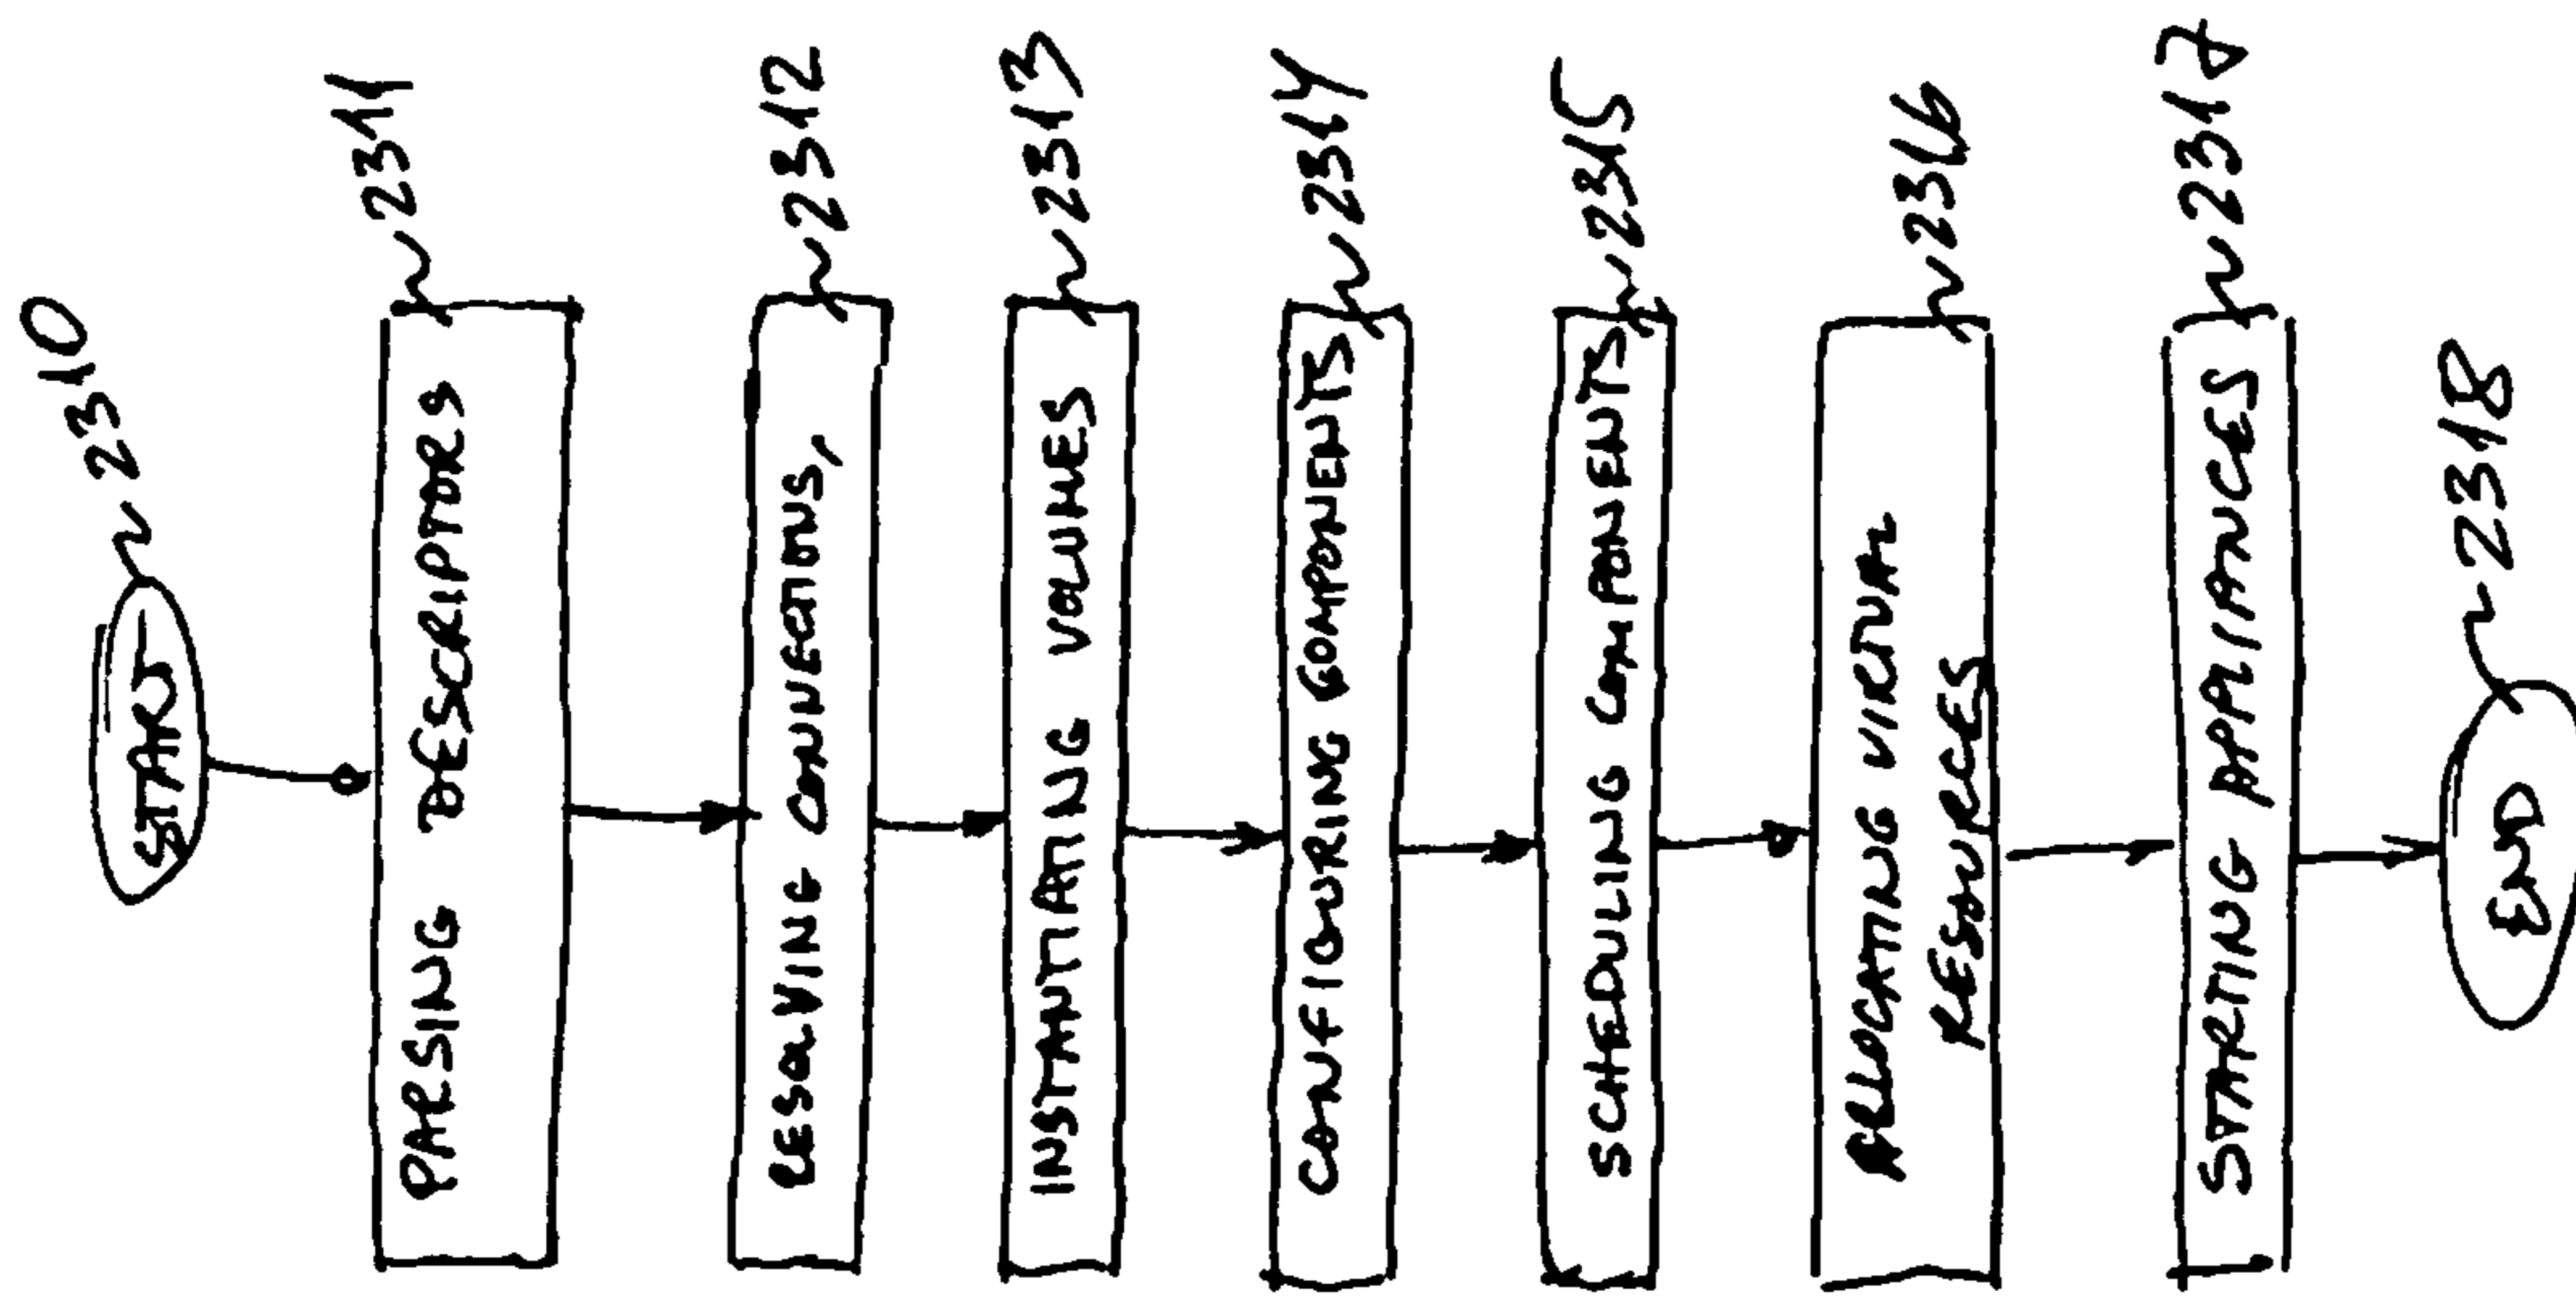 START 2310
PARSING DESCRIPTORS 2311
RESOLVING CONNECTIONS, 2312
INSTANTIATING VOLUMES 2313
CONFIGURING COMPONENTS 2314
SCHEDULING COMPONENTS 2315
ALLOCATING VIRTUAL
RESOURCES 2316
STARTING APPLIANCES 2317
END 2318